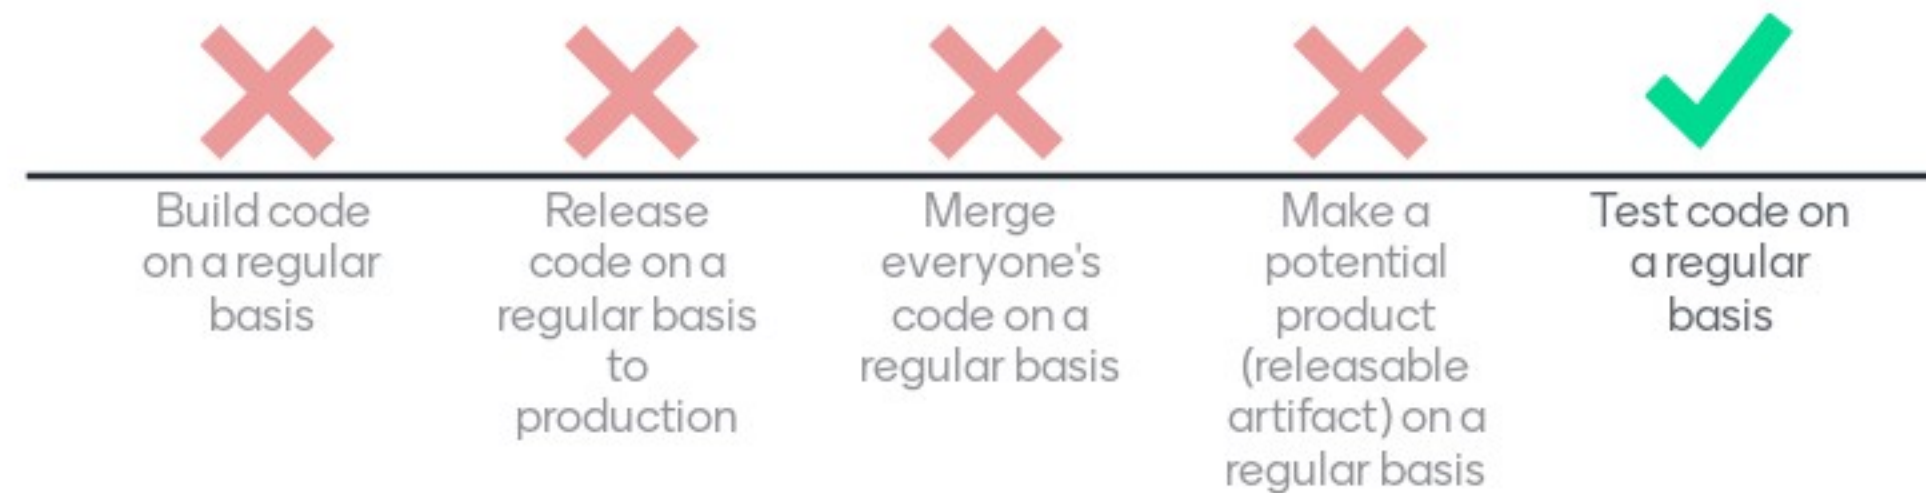 Build code
on a regular
basis
Release
code on a
regular basis
to
production
Merge
everyone's
code on a
regular basis
Make a
potential
product
(releasable
artifact) on a
regular basis
Test code on
a regular
basis